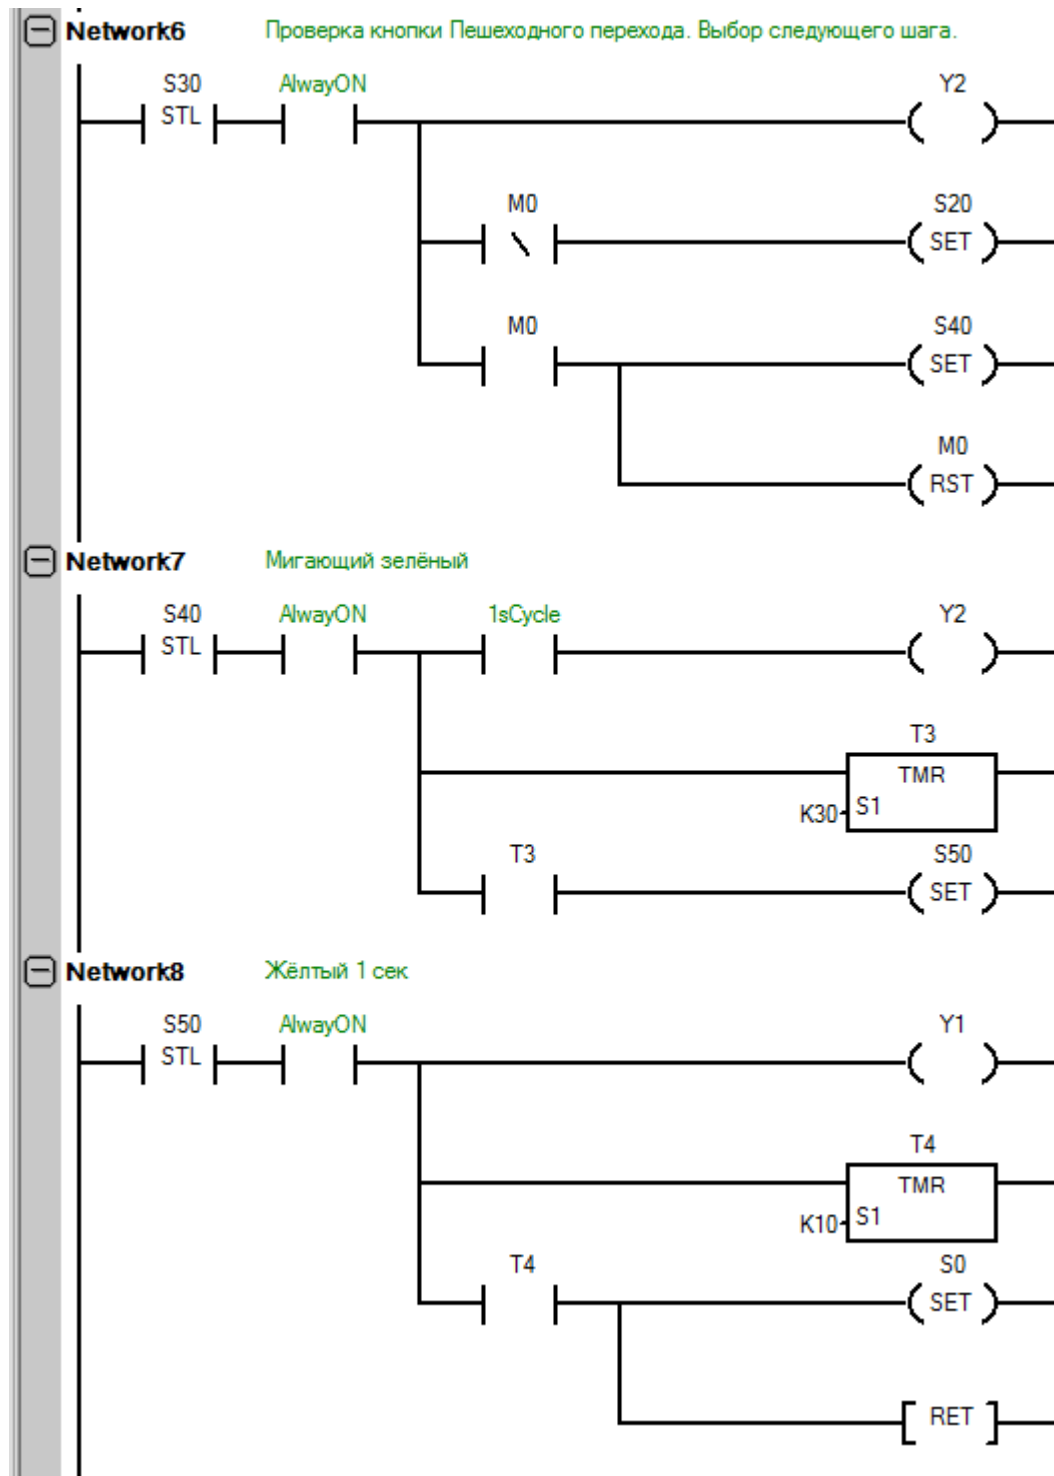 Network6 Проверка кнопки Пешеходного перехода. Выбор следующего шага.
S30 AlwayON Y2
STL
M0 S20
SET
M0 S40
SET
M0
RST
Network7 Мигающий зелёный
S40 AlwayON 1sCycle Y2
STL
T3
TMR
K30 S1
T3 S50
SET
Network8 Жёлтый 1 сек
S50 AlwayON Y1
STL
T4
TMR
K10 S1
T4 S0
SET
RET